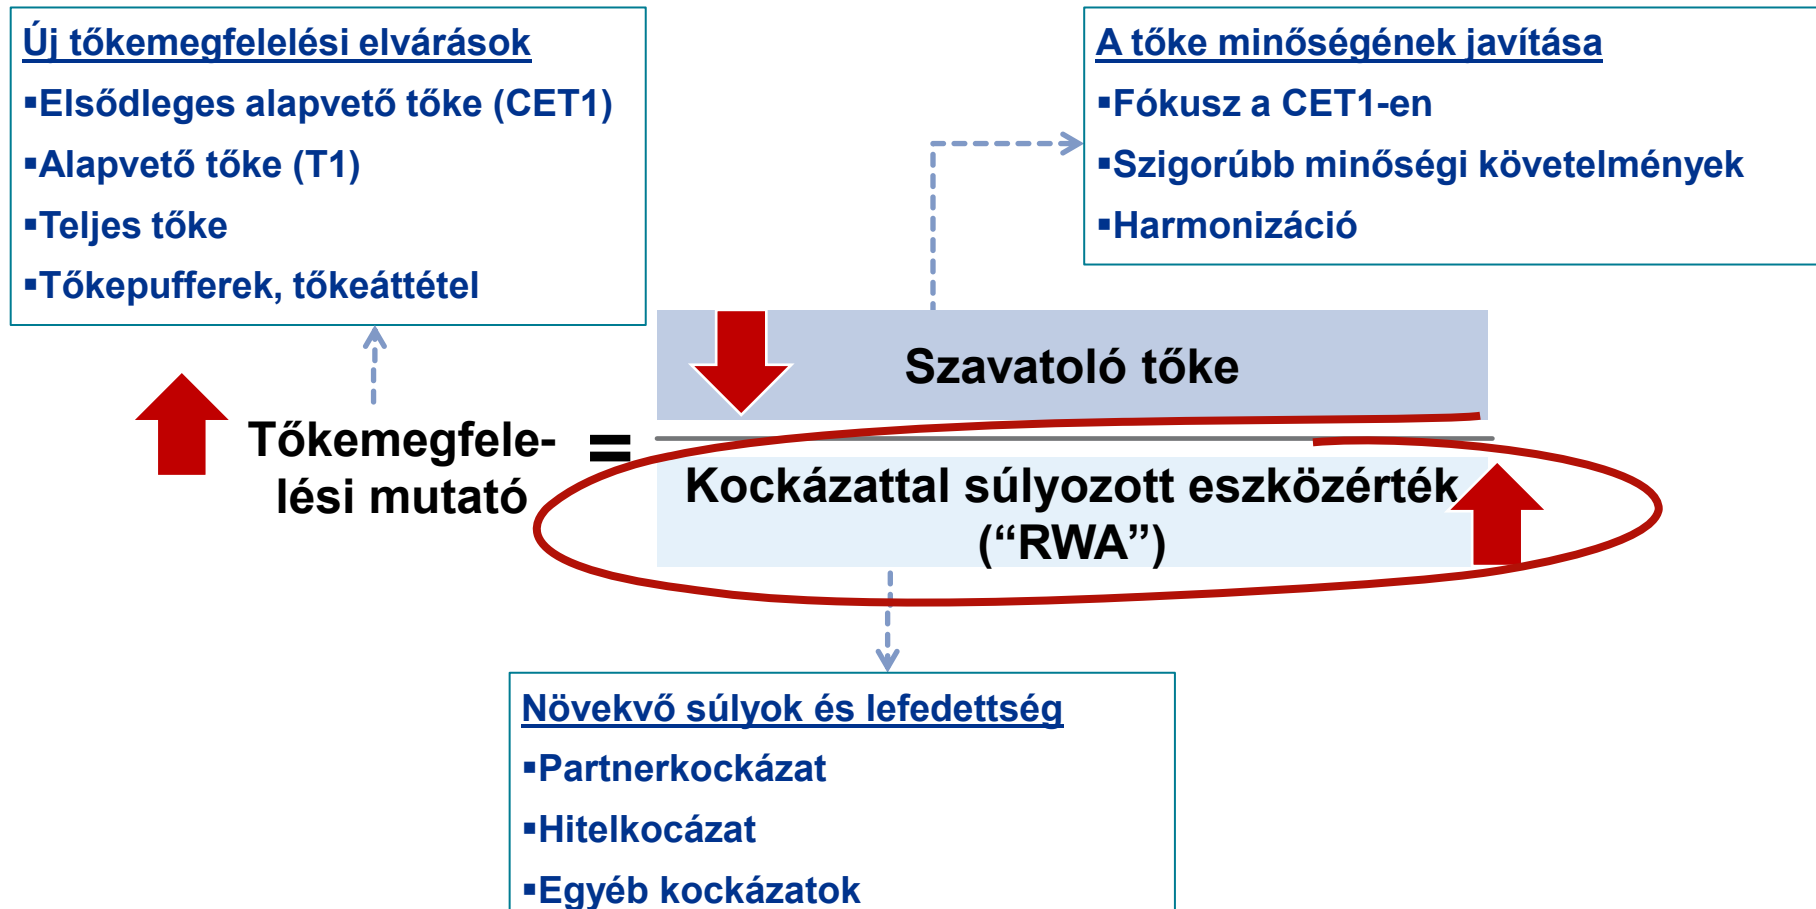 Új tőkemegfelelési elvárások
▪Elsődleges alapvető tőke (CET1)
▪Alapvető tőke (T1)
▪Teljes tőke
▪Tőkepufferek, tőkeáttétel
A tőke minőségének javítása
▪Fókusz a CET1-en
▪Szigorúbb minőségi követelmények
▪Harmonizáció
Tőkemegfele-
lési mutató
=
Szavatoló tőke
Kockázattal súlyozott eszközérték
(“RWA”)
Növekvő súlyok és lefedettség
▪Partnerkockázat
▪Hitelkocázat
▪Egyéb kockázatok